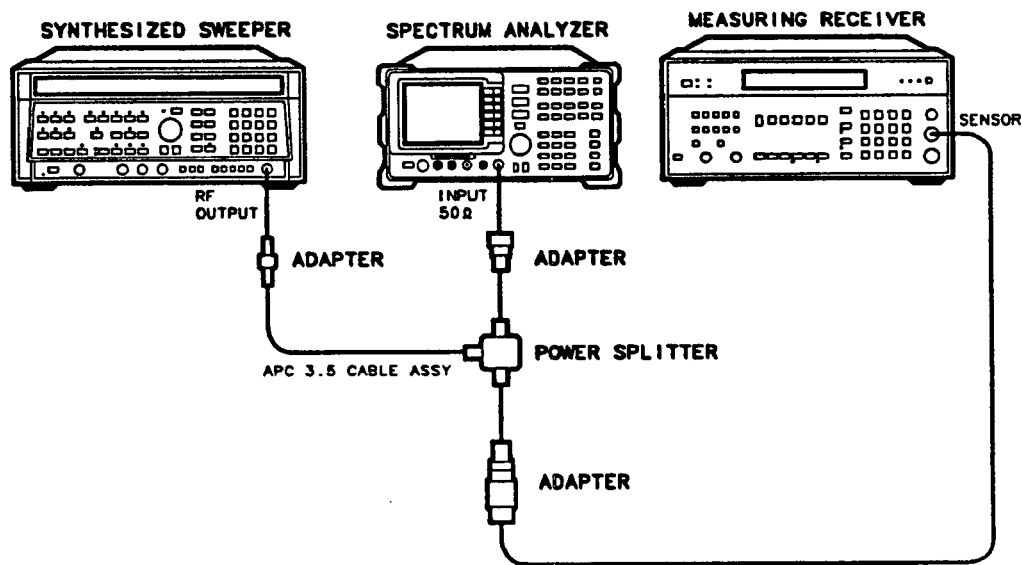 SYNTHESIZED SWEEPER
SPECTRUM ANALYZER
MEASURING RECEIVER
SENSOR
RF
OUTPUT
INPUT
50Ω
ADAPTER
ADAPTER
POWER SPLITTER
APC 3.5 CABLE ASSY
ADAPTER